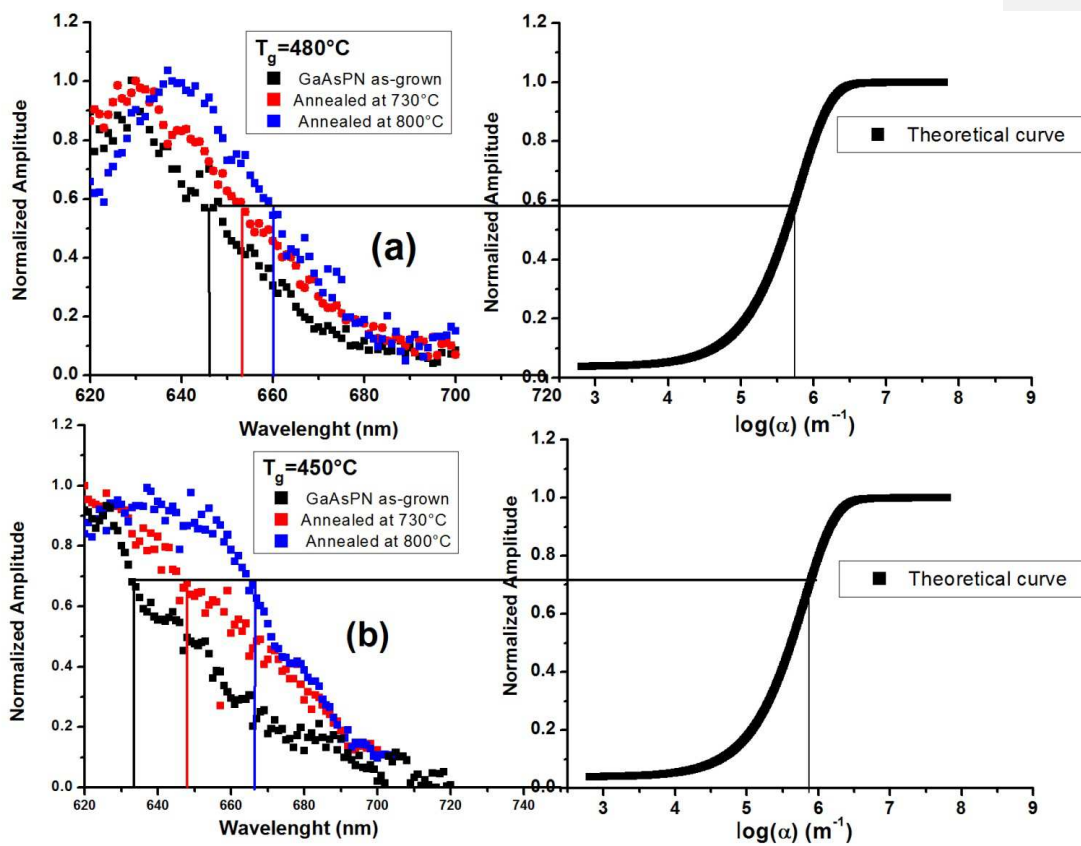 1.2
1.0
0.8
0.6
0.4
0.2
0.0
Normalized Amplitude
620 640 660 680 700 720
Wavelenght (nm)
T_g=480°C
GaAsPN as-grown
Annealed at 730°C
Annealed at 800°C
(a)
1.2
1.0
0.8
0.6
0.4
0.2
0.0
Normalized Amplitude
3 4 5 6 7 8 9
log(α) (m⁻¹)
Theoretical curve
1.2
1.0
0.8
0.6
0.4
0.2
0.0
Normalized Amplitude
620 640 660 680 700 720 740
Wavelenght (nm)
T_g=450°C
GaAsPN as-grown
Annealed at 730°C
Annealed at 800°C
(b)
1.2
1.0
0.8
0.6
0.4
0.2
0.0
Normalized Amplitude
3 4 5 6 7 8 9
log(α) (m⁻¹)
Theoretical curve